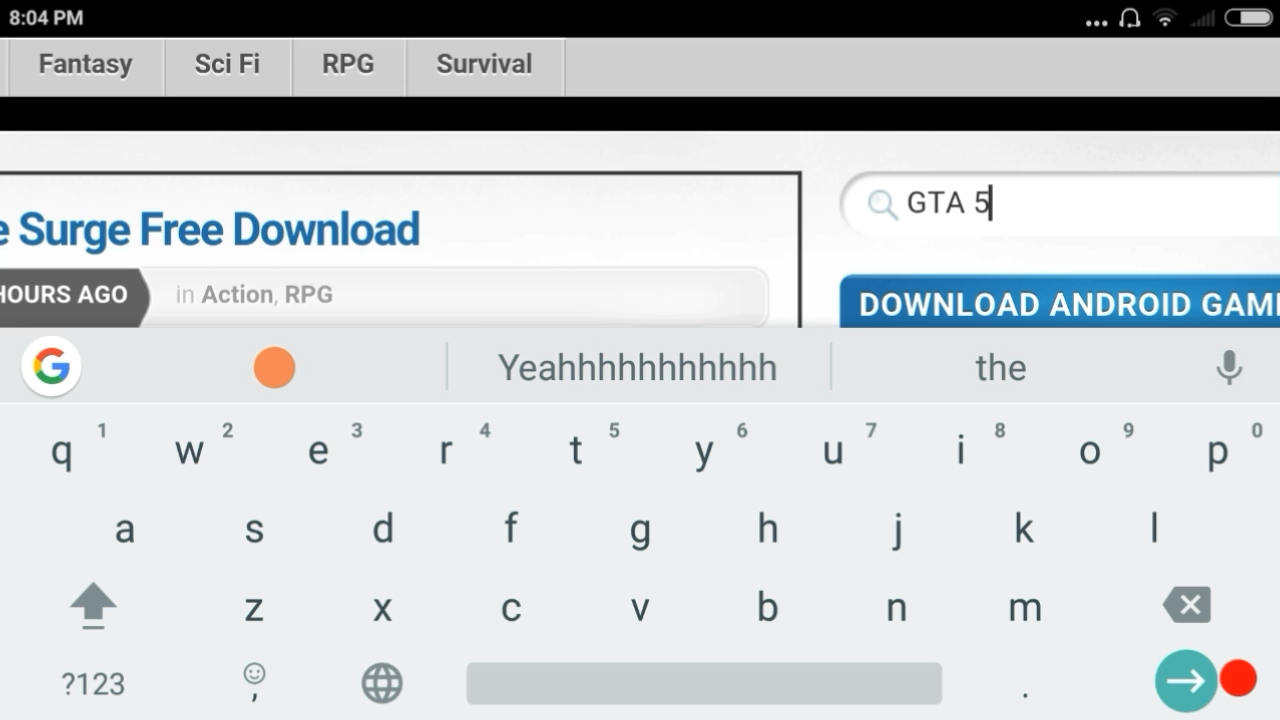 8:04 PM
Fantasy Sci Fi RPG Survival
GTA 5
e Surge Free Download
HOURS AGO in Action, RPG
DOWNLOAD ANDROID GAM
G Yeahhhhhhhhhhhh the
q 1 w 2 e 3 r 4 t 5 y 6 u 7 i 8 o 9 p 0
a s d f g h j k l
z x c v b n m
?123 , .